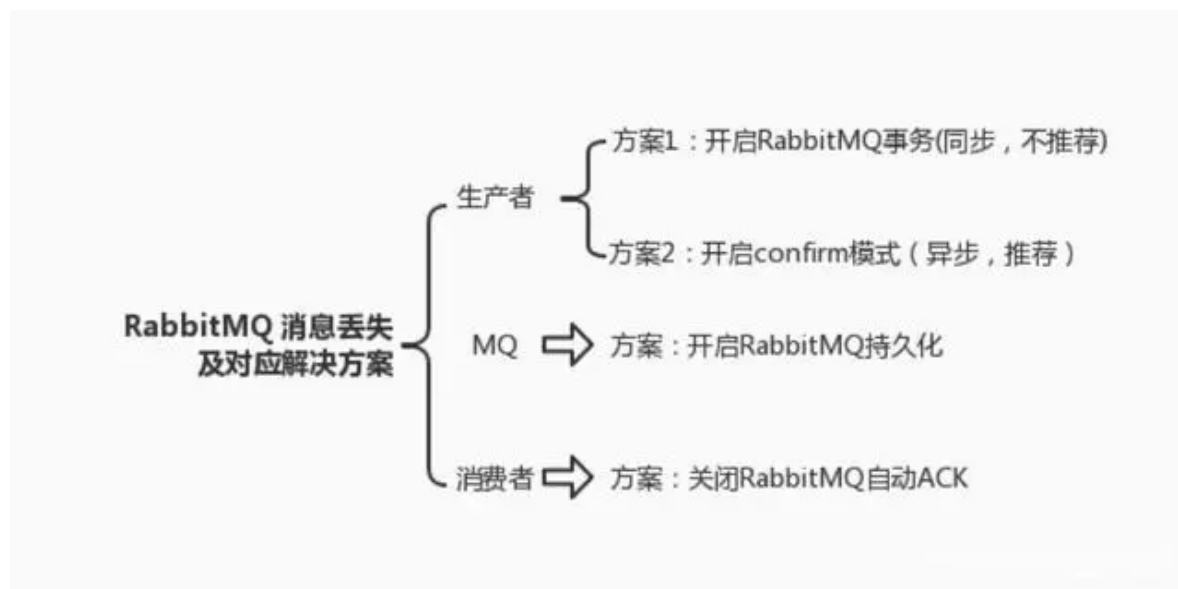 方案1：开启RabbitMQ事务(同步，不推荐)
生产者
方案2：开启confirm模式（异步，推荐）
RabbitMQ 消息丢失
及对应解决方案
MQ
方案：开启RabbitMQ持久化
消费者
方案：关闭RabbitMQ自动ACK